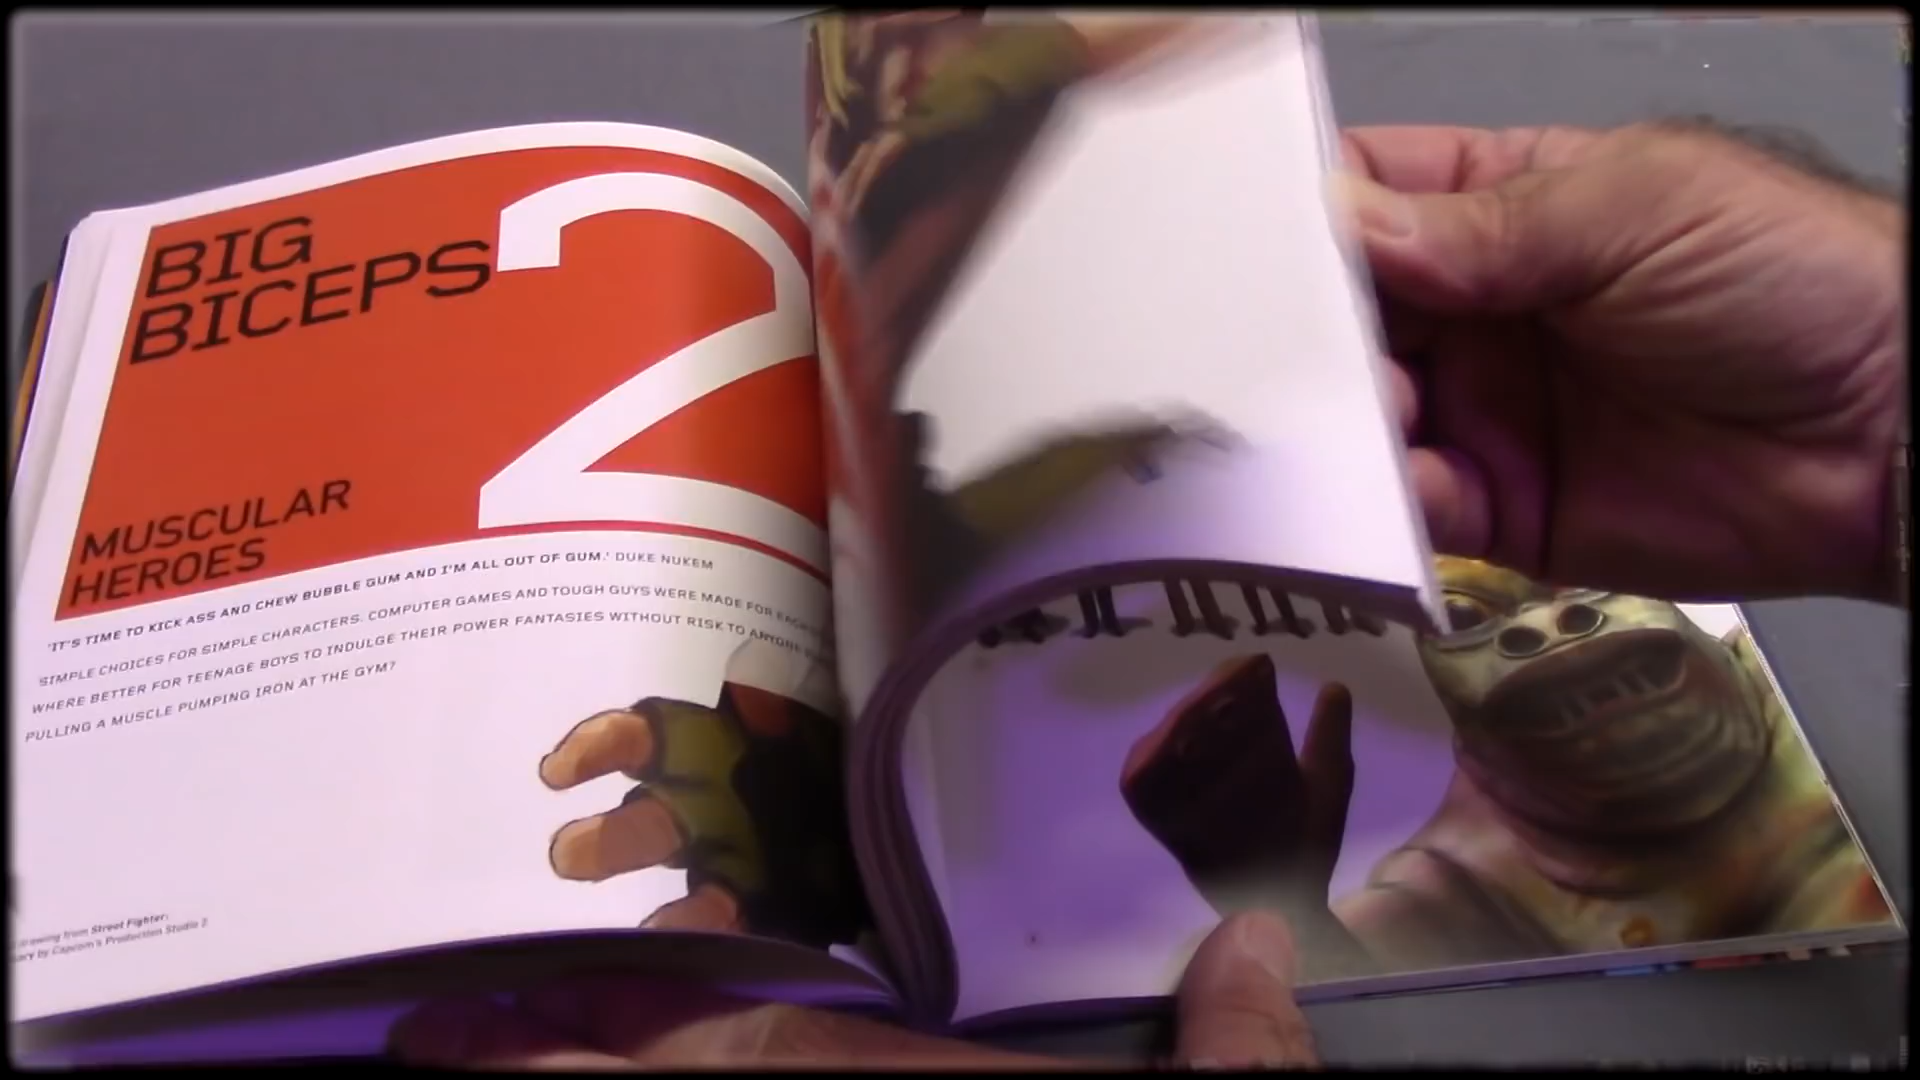 BIG
BICEPS
2
MUSCULAR
HEROES
'IT'S TIME TO KICK ASS AND CHEW BUBBLE GUM AND I'M ALL OUT OF GUM.' DUKE NUKEM
SIMPLE CHOICES FOR SIMPLE CHARACTERS. COMPUTER GAMES AND TOUGH GUYS WERE MADE FOR EACH
WHERE BETTER FOR TEENAGE BOYS TO INDULGE THEIR POWER FANTASIES WITHOUT RISK TO ANYONE
PULLING A MUSCLE PUMPING IRON AT THE GYM?
drawing from Street Fighter:
by Capcom's Production Studio 2